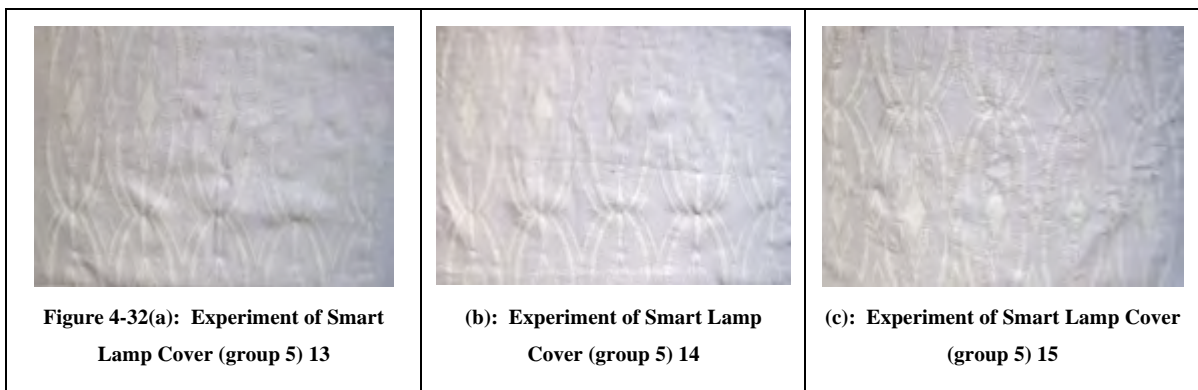 Figure 4-32(a): Experiment of Smart
Lamp Cover (group 5) 13
(b): Experiment of Smart Lamp
Cover (group 5) 14
(c): Experiment of Smart Lamp Cover
(group 5) 15